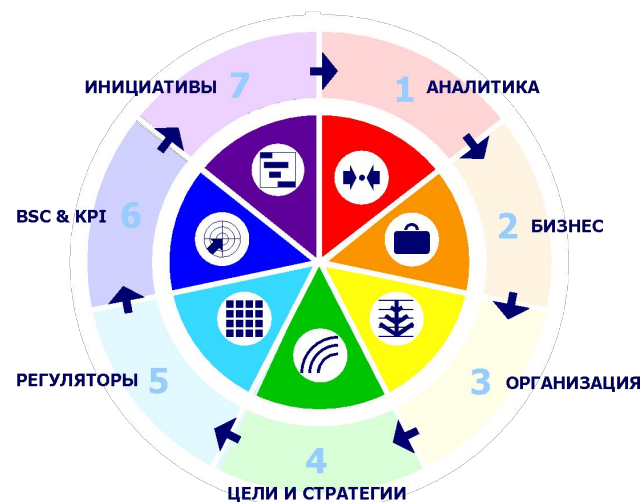 1 АНАЛИТИКА
2 БИЗНЕС
3 ОРГАНИЗАЦИЯ
4
ЦЕЛИ И СТРАТЕГИИ
РЕГУЛЯТОРЫ 5
BSC & KPI 6
ИНИЦИАТИВЫ 7